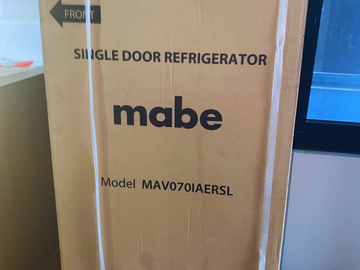 FRONT
SINGLE DOOR REFRIGERATOR
mabe
Model MAV070IAERSL